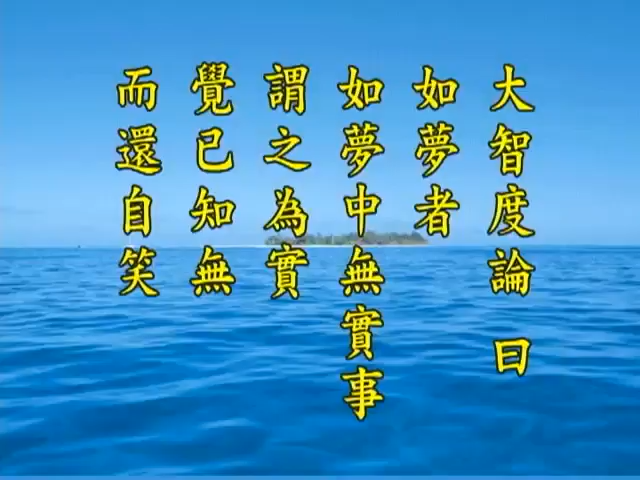 大智度論 曰
如夢者
如夢中無實事
謂之為實
覺已知無
而還自笑